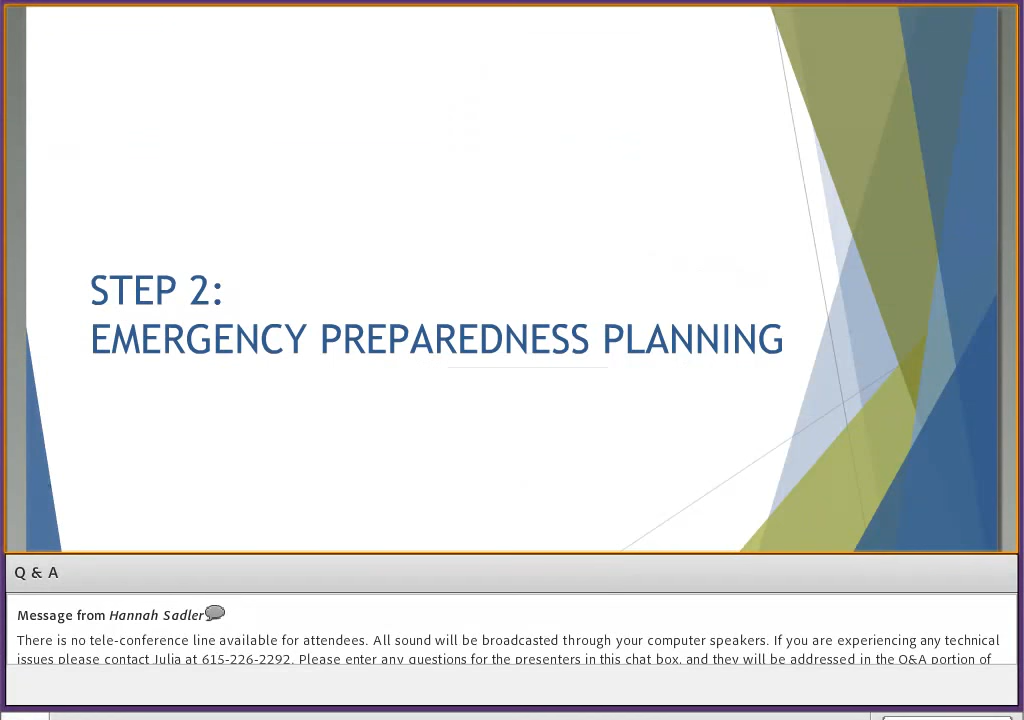 STEP 2:
EMERGENCY PREPAREDNESS PLANNING
Q & A
Message from Hannah Sadler
There is no tele-conference line available for attendees. All sound will be broadcasted through your computer speakers. If you are experiencing any technical
issues please contact Julia at 615-226-2292. Please enter any questions for the presenters in this chat box, and they will be addressed in the Q&A portion of